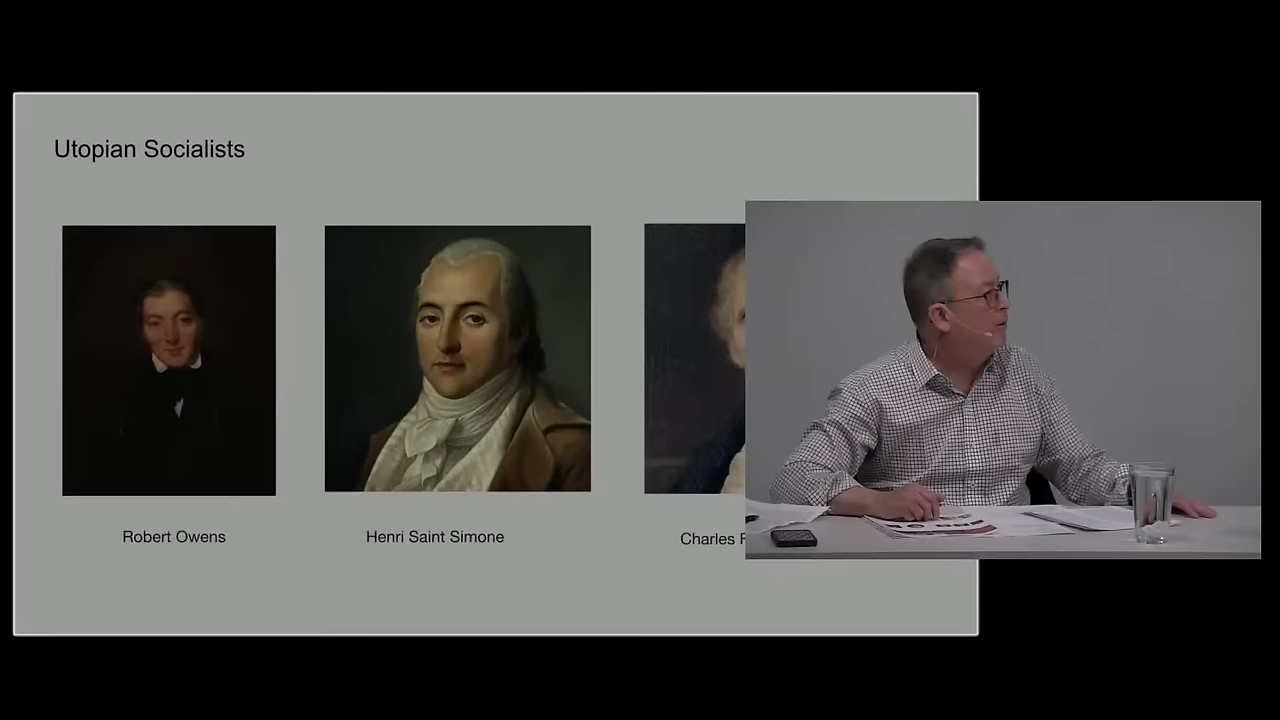 Utopian Socialists
Robert Owens
Henri Saint Simone
Charles F